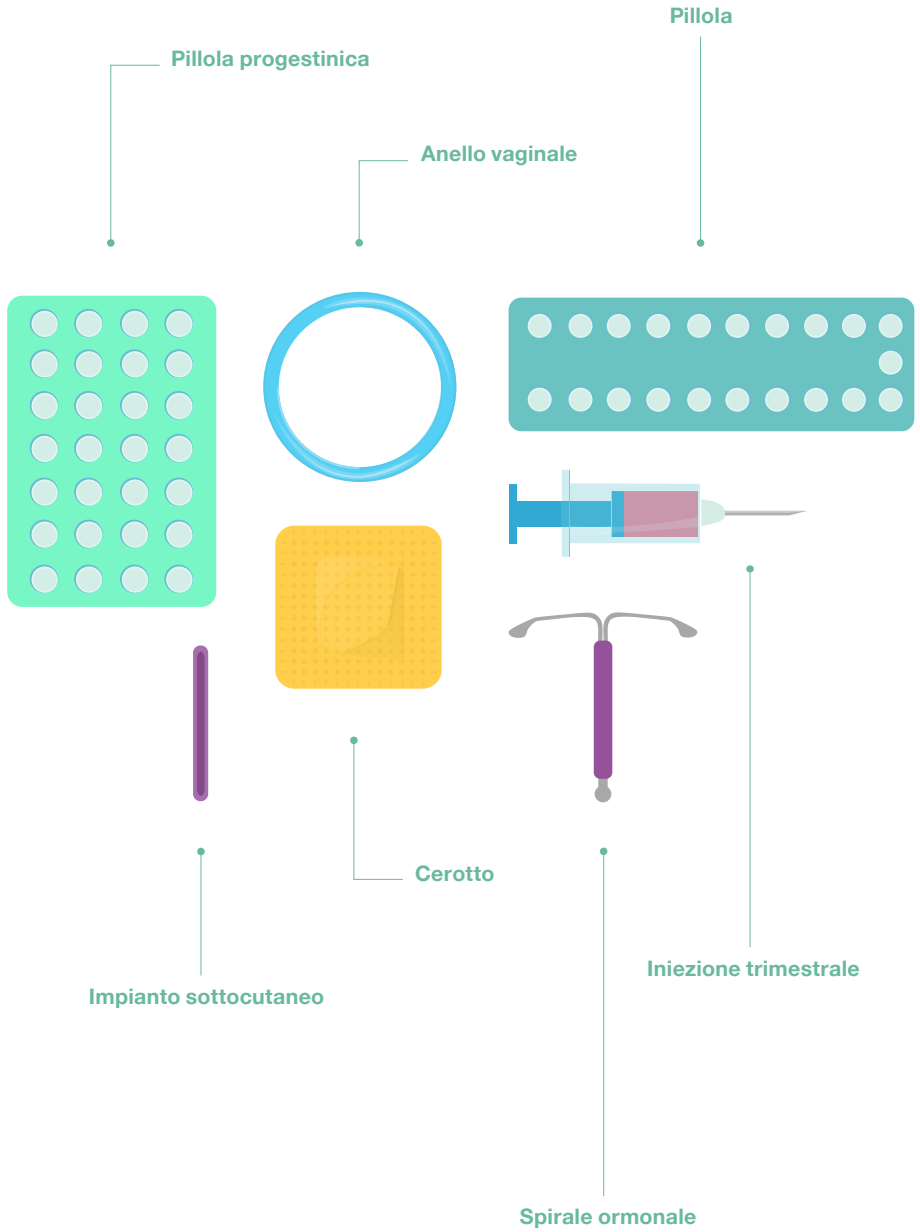 Pillola
Pillola progestinica
Anello vaginale
Cerotto
Iniezione trimestrale
Impianto sottocutaneo
Spirale ormonale